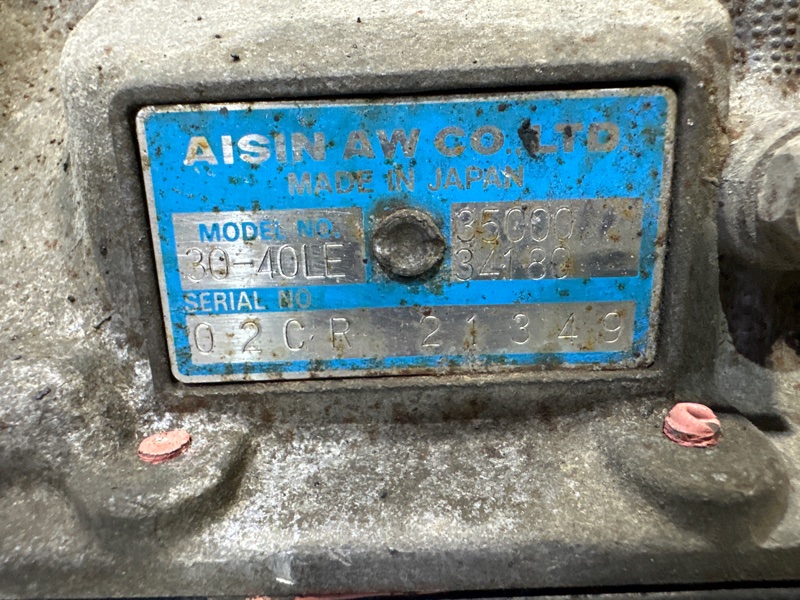 AISIN AW CO., LTD.
MADE IN JAPAN
MODEL NO. 35000
30-40LE 34180
SERIAL NO.
02CR 21349